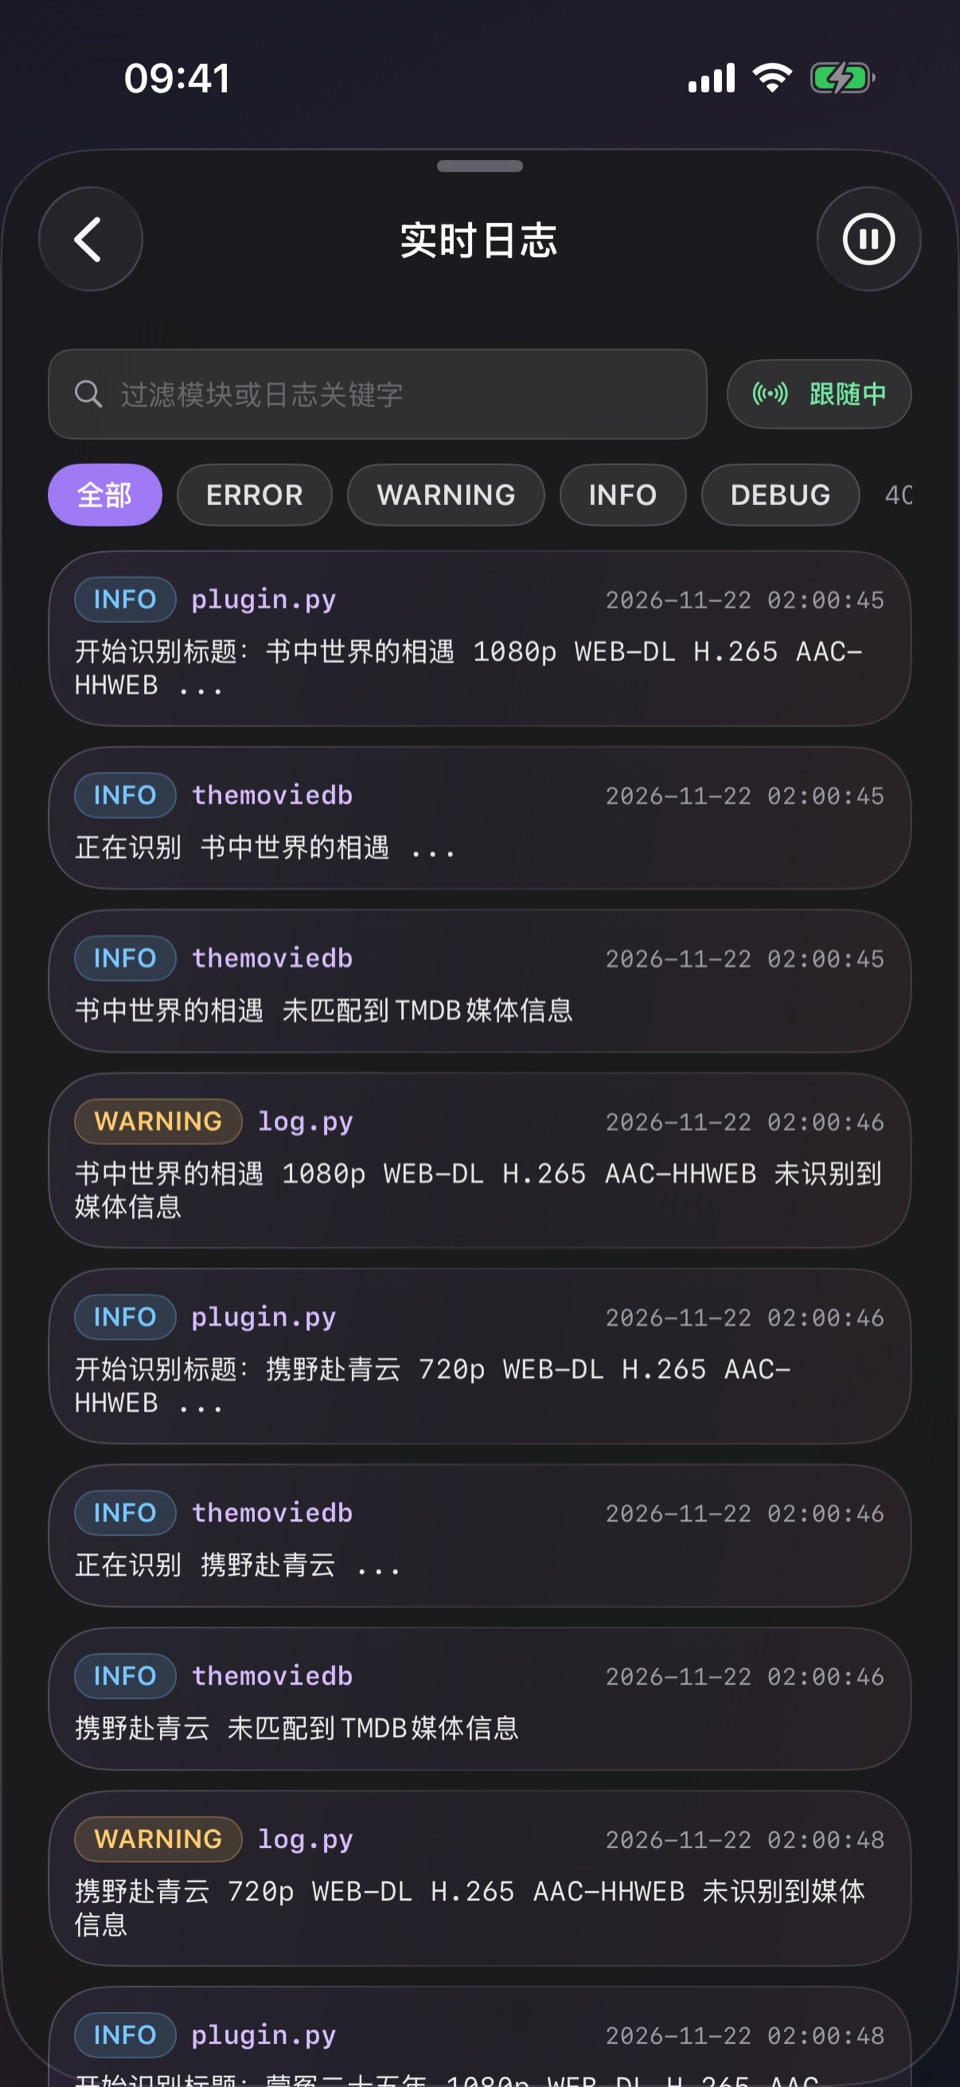 09:41
实时日志
过滤模块或日志关键字
跟随中
全部 ERROR WARNING INFO DEBUG
INFO plugin.py 2026-11-22 02:00:45
开始识别标题：书中世界的相遇 1080p WEB-DL H.265 AAC-
HHWEB ...
INFO themoviedb 2026-11-22 02:00:45
正在识别 书中世界的相遇 ...
INFO themoviedb 2026-11-22 02:00:45
书中世界的相遇 未匹配到TMDB媒体信息
WARNING log.py 2026-11-22 02:00:46
书中世界的相遇 1080p WEB-DL H.265 AAC-HHWEB 未识别到
媒体信息
INFO plugin.py 2026-11-22 02:00:46
开始识别标题：携野赴青云 720p WEB-DL H.265 AAC-
HHWEB ...
INFO themoviedb 2026-11-22 02:00:46
正在识别 携野赴青云 ...
INFO themoviedb 2026-11-22 02:00:46
携野赴青云 未匹配到TMDB媒体信息
WARNING log.py 2026-11-22 02:00:48
携野赴青云 720p WEB-DL H.265 AAC-HHWEB 未识别到媒体
信息
INFO plugin.py 2026-11-22 02:00:48
开始识别标题： 1080p WEB-DL H.265 AAC-